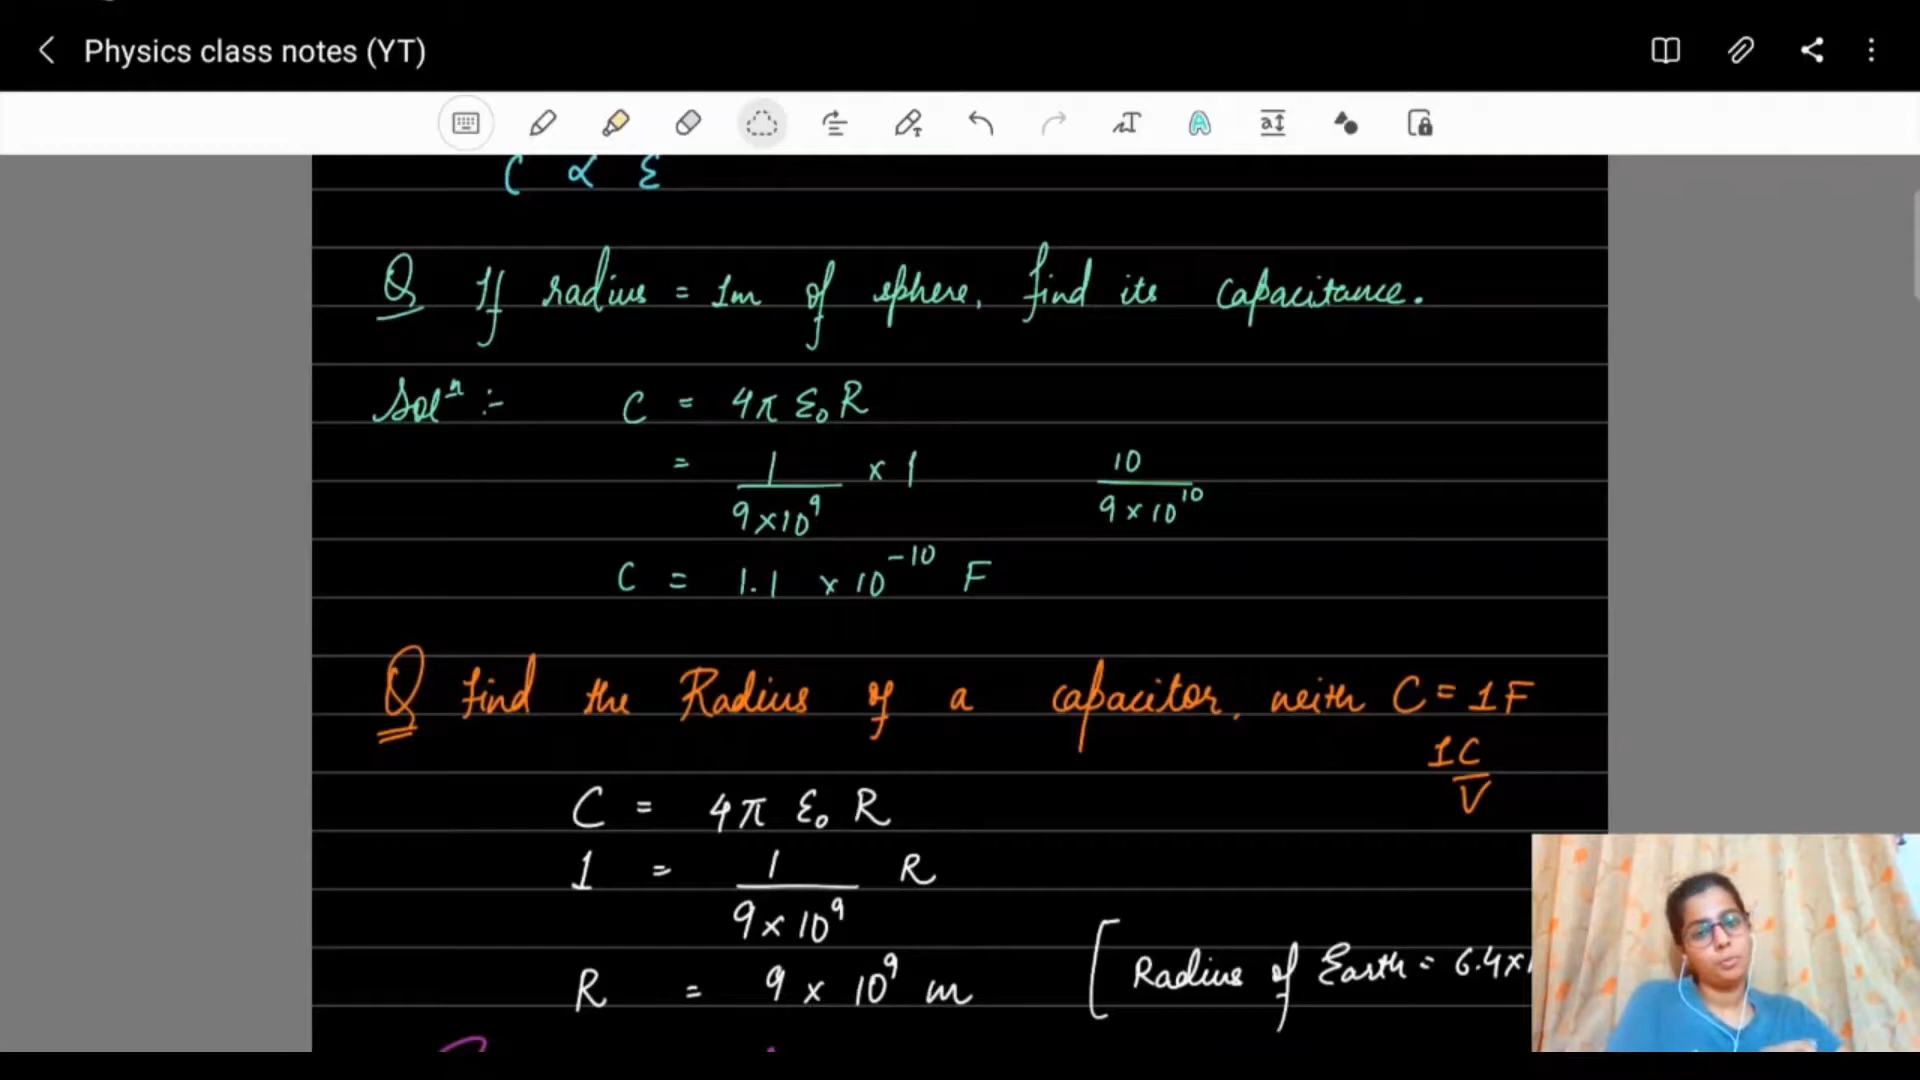 Physics class notes (YT)
C ∝ ε
Q If radius = 1m of sphere, find its capacitance.
Solⁿ :- C = 4π ε₀ R
= 1/(9×10⁹) × 1    10/(9×10¹⁰)
C = 1.1 × 10⁻¹⁰ F
Q find the Radius of a capacitor, with C = 1F
1C/V
C = 4π ε₀ R
1 = 1/(9×10⁹) R
R = 9 × 10⁹ m [ Radius of Earth = 6.4×